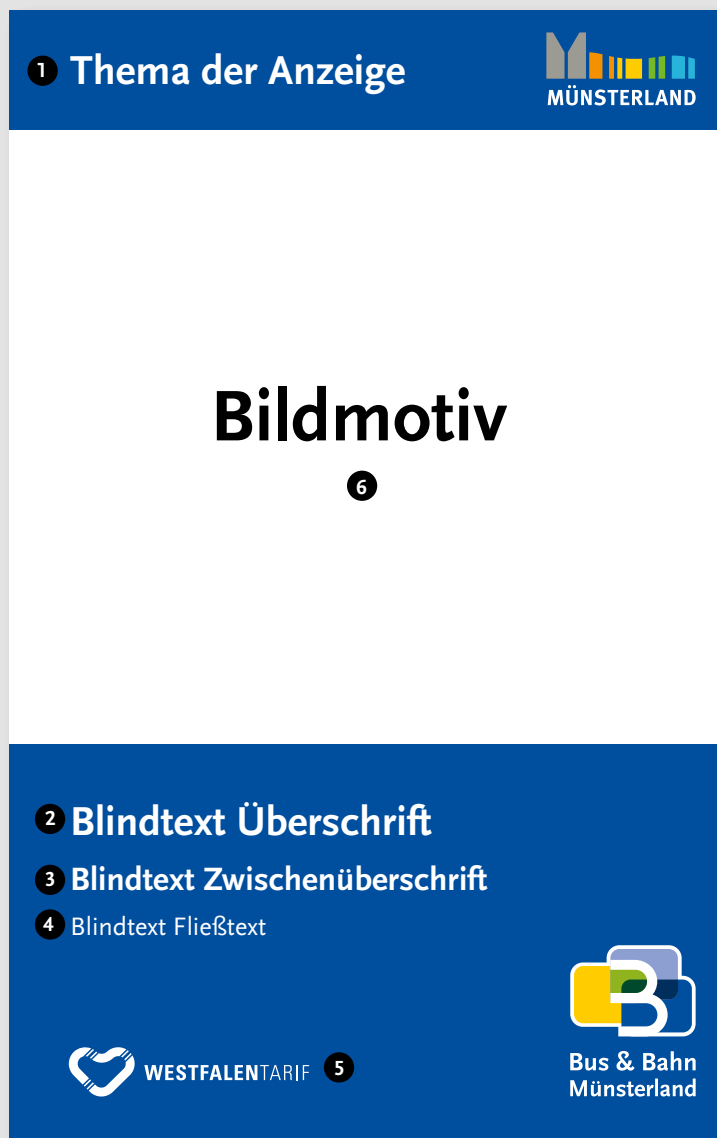 1 Thema der Anzeige
MÜNSTERLAND
Bildmotiv
6
2 Blindtext Überschrift
3 Blindtext Zwischenüberschrift
4 Blindtext Fließtext
WESTFALENTARIF 5
B
Bus & Bahn
Münsterland